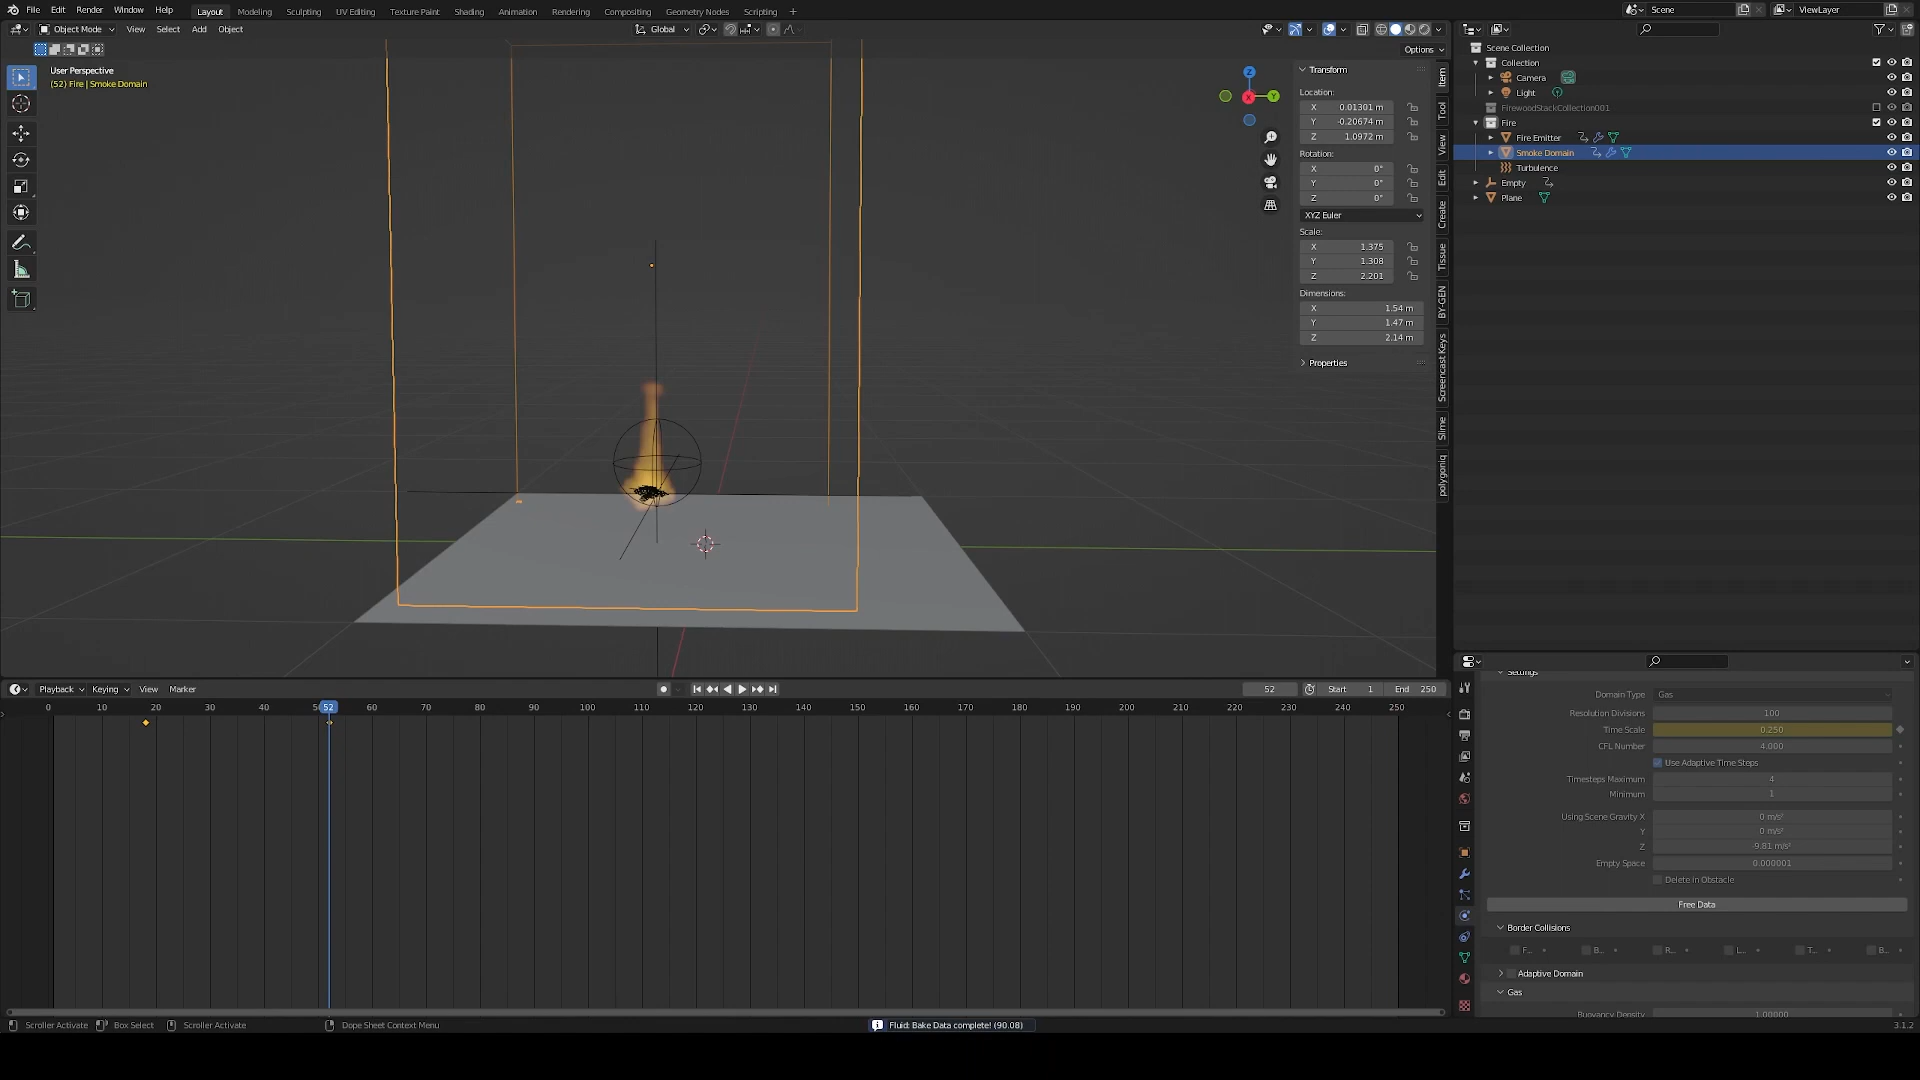 File Edit Render Window Help Layout Modeling Sculpting UV Editing Texture Paint Shading Animation Rendering Compositing Geometry Nodes Scripting + Scene ViewLayer
Object Mode View Select Add Object Global
Options
User Perspective
(52) Fire | Smoke Domain
Transform
Location:
X 0.01301 m
Y -0.20674 m
Z 1.0972 m
Rotation:
X 0°
Y 0°
Z 0°
XYZ Euler
Scale:
X 1.375
Y 1.308
Z 2.201
Dimensions:
X 1.54 m
Y 1.47 m
Z 2.14 m
Properties
Item
Tool
View
Edit
Create
Tissue
BY-GEN
Screencast Keys
Slime
polygoniq
Z
Y
X
Scene Collection
Collection
Camera
Light
FirewoodStackCollection001
Fire
Fire Emitter
Smoke Domain
Turbulence
Empty
Plane
Playback Keying View Marker 52 Start 1 End 250
0 10 20 30 40 50 52 60 70 80 90 100 110 120 130 140 150 160 170 180 190 200 210 220 230 240 250
Settings
Domain Type Gas
Resolution Divisions 100
Time Scale 0.250
CFL Number 4.000
Use Adaptive Time Steps
Timesteps Maximum 4
Minimum 1
Using Scene Gravity X 0 m/s²
Y 0 m/s²
Z -9.81 m/s²
Empty Space 0.000001
Delete in Obstacle
Free Data
Border Collisions
F... B... R... L... T... B...
Adaptive Domain
Gas
Buoyancy Density 1.00000
Scroller Activate Box Select Scroller Activate Dope Sheet Context Menu Fluid: Bake Data complete! (90.08) 3.1.2